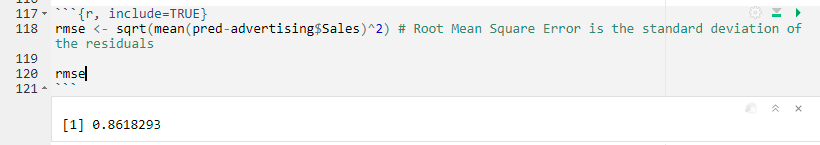 117 ```{r, include=TRUE}
118 rmse <- sqrt(mean(pred-advertising$Sales)^2) # Root Mean Square Error is the standard deviation of
the residuals
119
120 rmse
121 ```
[1] 0.8618293